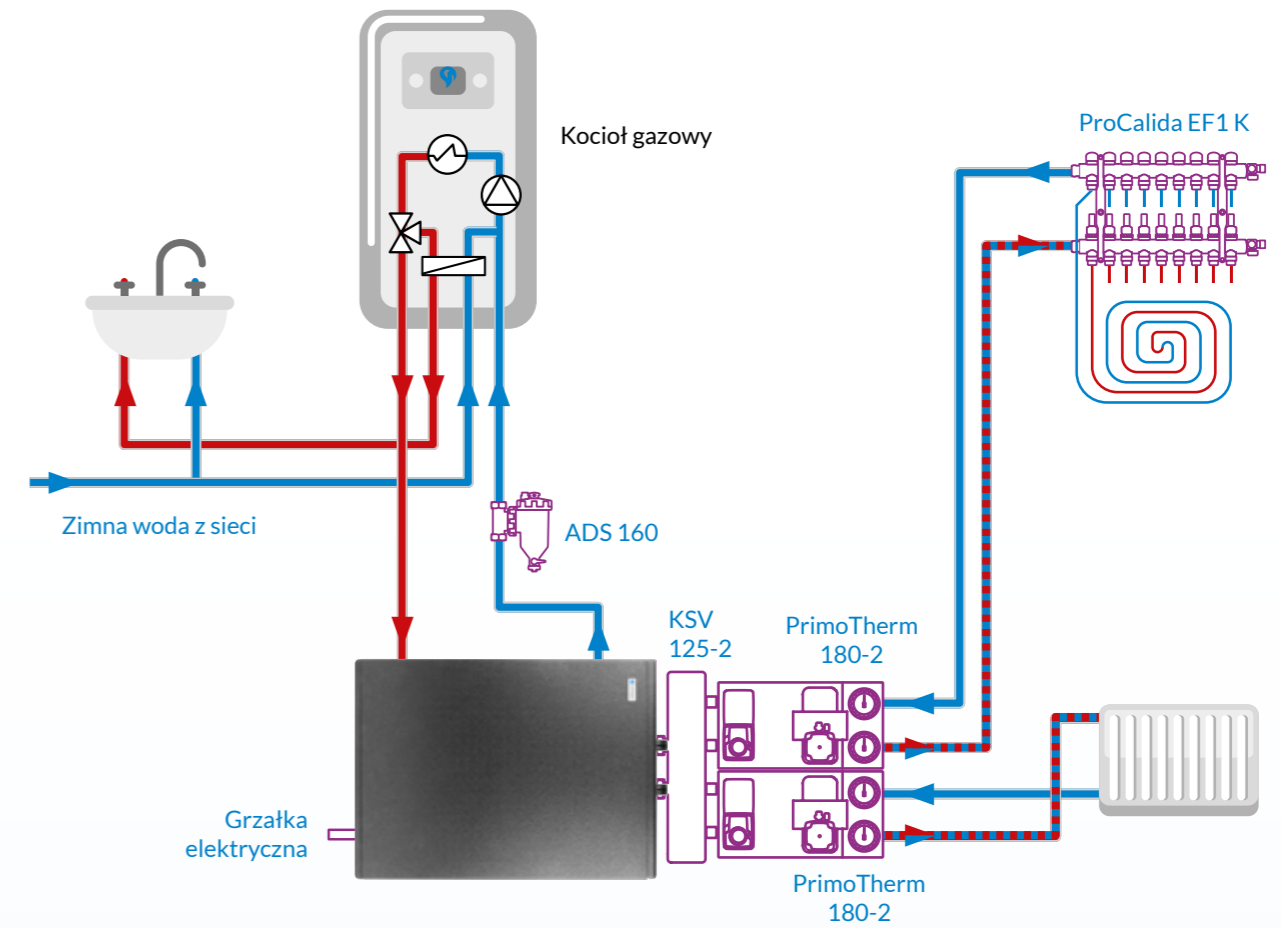 Kocioł gazowy
ProCalida EF1 K
Zimna woda z sieci
ADS 160
KSV
125-2
PrimoTherm
180-2
Grzałka
elektryczna
PrimoTherm
180-2